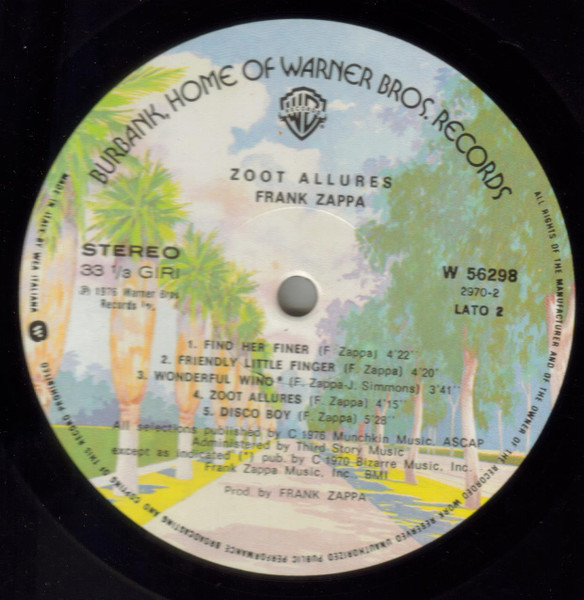 BURBANK, HOME OF WARNER BROS. RECORDS
WB
RECORDS
ZOOT ALLURES
FRANK ZAPPA
STEREO
33 1/3 GIRI
℗ 1976 Warner Bros
Records Inc.
W 56298
2970-2
LATO 2
1. FIND HER FINER (F. Zappa) 4'22"
2. FRIENDLY LITTLE FINGER (F. Zappa) 4'20"
3. WONDERFUL WINO* (F. Zappa-J. Simmons) 3'41"
4. ZOOT ALLURES (F. Zappa) 4'15"
5. DISCO BOY (F. Zappa) 5'28"
All selections published by C 1976 Munchkin Music, ASCAP
Administered by Third Story Music
except as indicated (*) pub. by C 1970 Bizarre Music, Inc.
Frank Zappa Music, Inc. BMI
Prod. by FRANK ZAPPA
MADE IN ITALY BY WEA ITALIANA
ALL RIGHTS OF THE MANUFACTURER AND OF THE OWNER OF THE RECORDED WORK RESERVED UNAUTHORIZED PUBLIC PERFORMANCE BROADCASTING AND COPYING OF THIS RECORD PROHIBITED